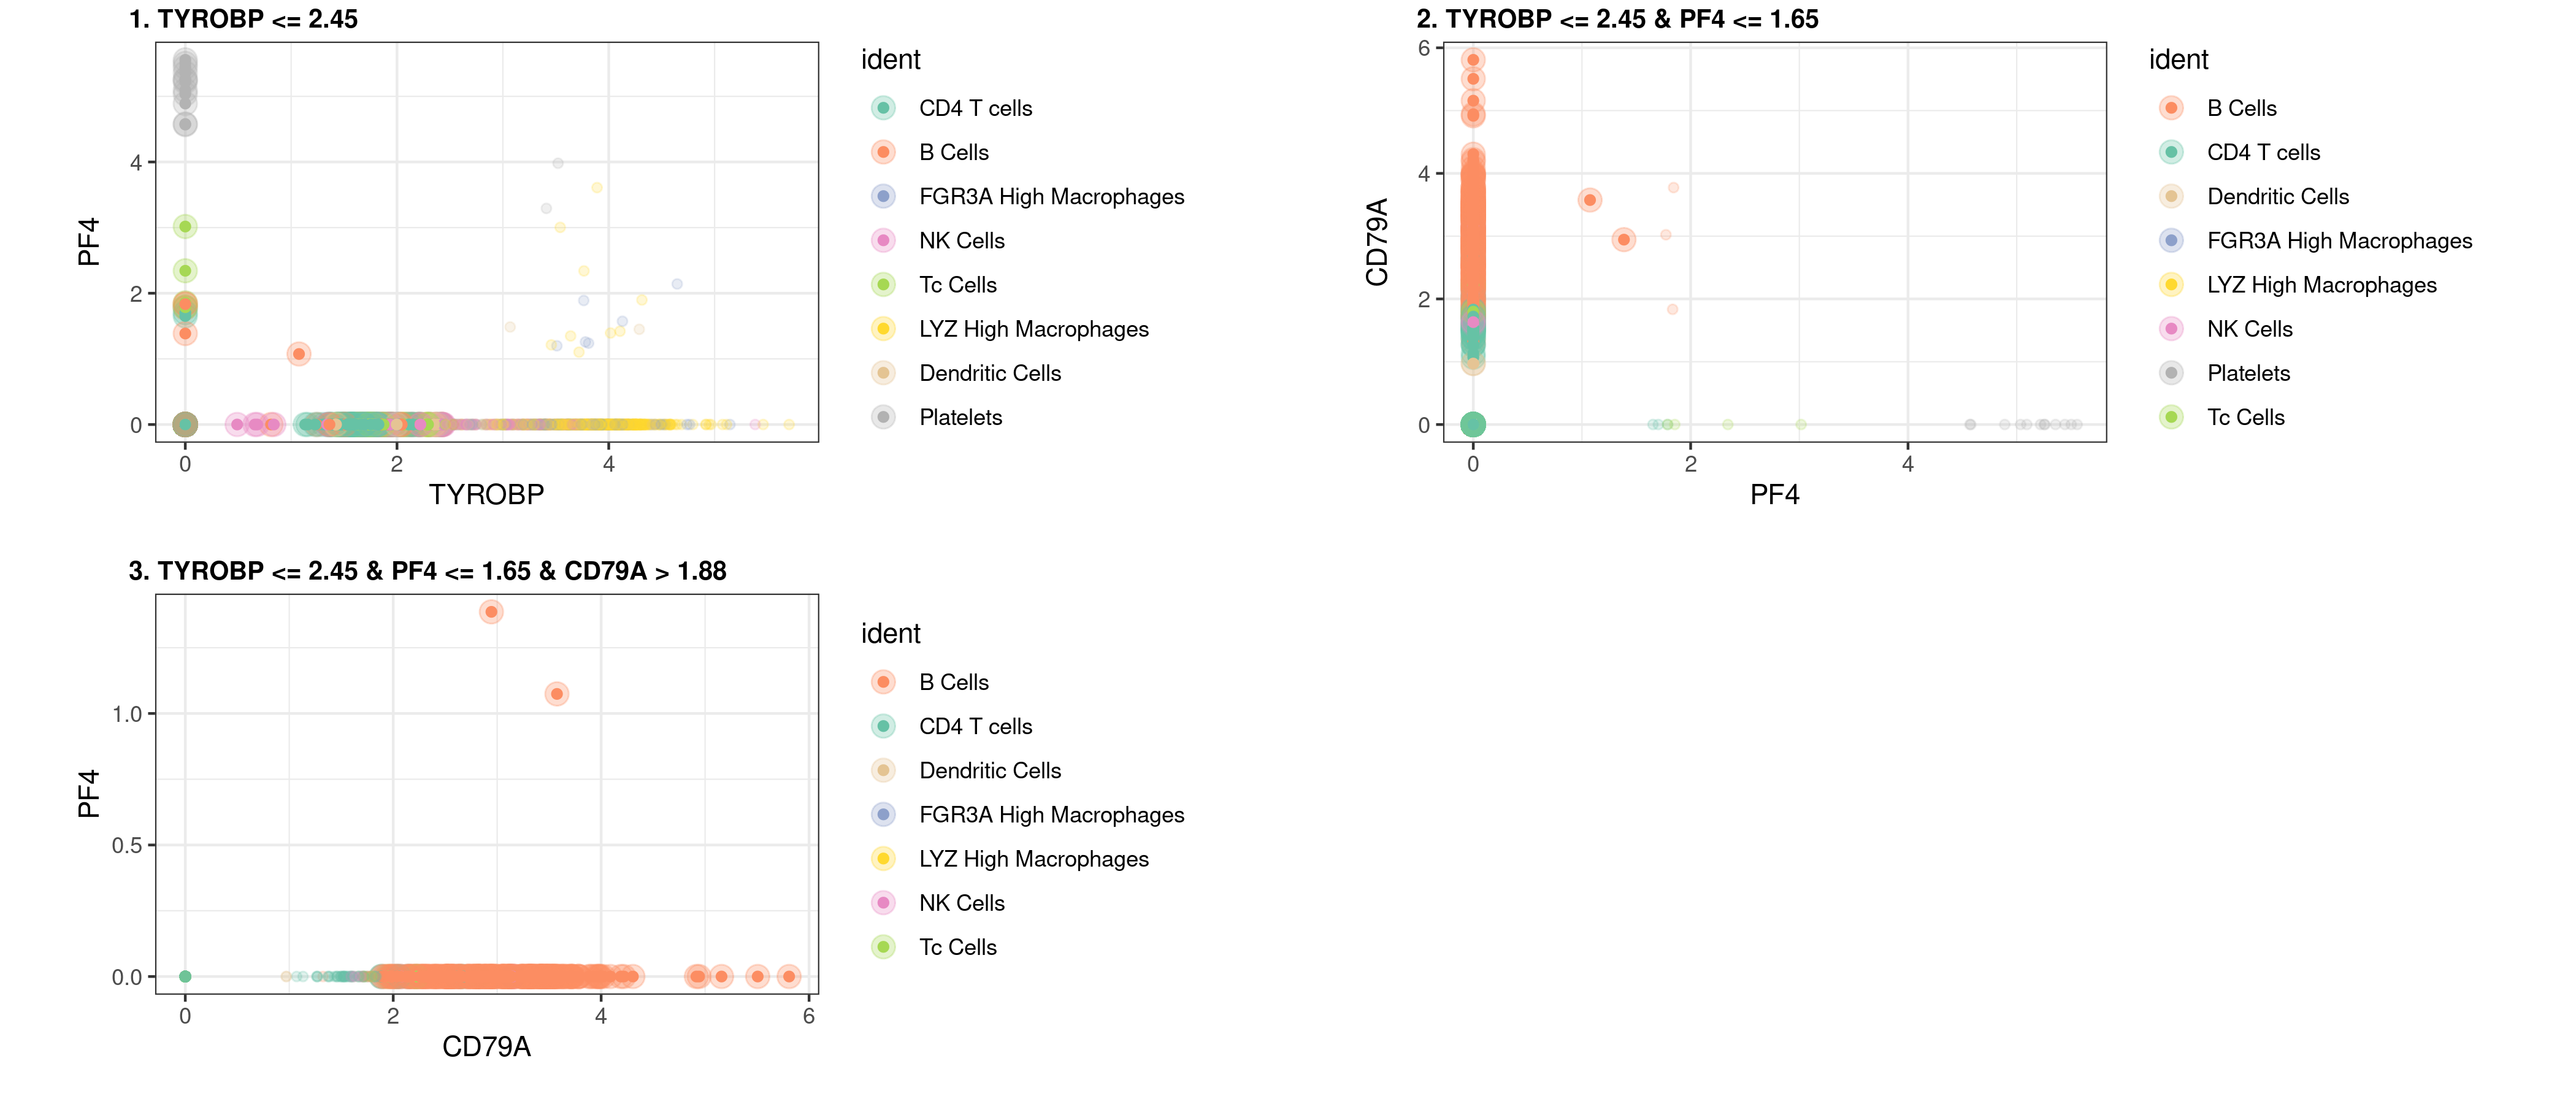 1. TYROBP <= 2.45
PF4
4
2
0
0 2 4
TYROBP
ident
CD4 T cells
B Cells
FGR3A High Macrophages
NK Cells
Tc Cells
LYZ High Macrophages
Dendritic Cells
Platelets
2. TYROBP <= 2.45 & PF4 <= 1.65
CD79A
6
4
2
0
0 2 4
PF4
ident
B Cells
CD4 T cells
Dendritic Cells
FGR3A High Macrophages
LYZ High Macrophages
NK Cells
Platelets
Tc Cells
3. TYROBP <= 2.45 & PF4 <= 1.65 & CD79A > 1.88
PF4
1.0
0.5
0.0
0 2 4 6
CD79A
ident
B Cells
CD4 T cells
Dendritic Cells
FGR3A High Macrophages
LYZ High Macrophages
NK Cells
Tc Cells